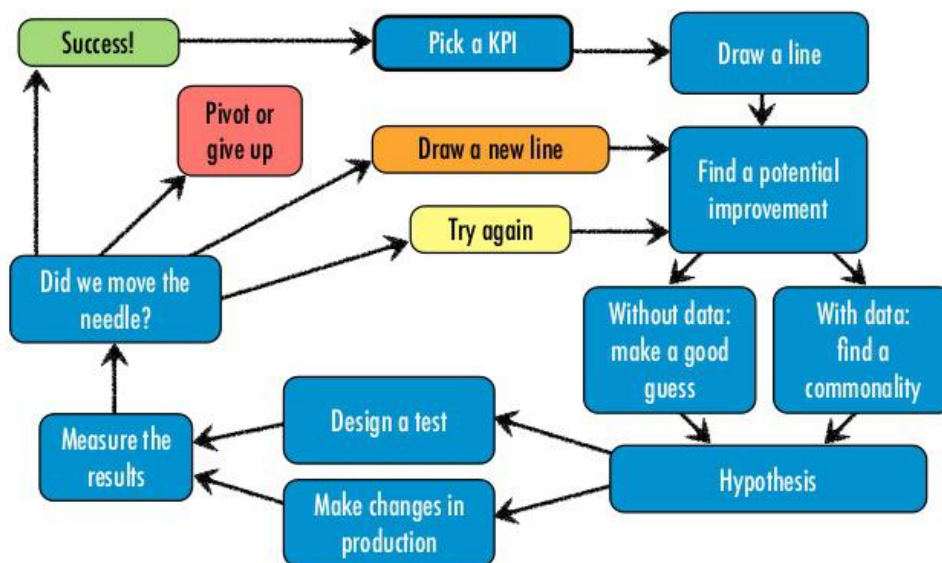 Success!
Pick a KPI
Draw a line
Pivot or
give up
Draw a new line
Find a potential
improvement
Try again
Did we move the
needle?
Without data:
make a good
guess
With data:
find a
commonality
Design a test
Measure the
results
Hypothesis
Make changes in
production